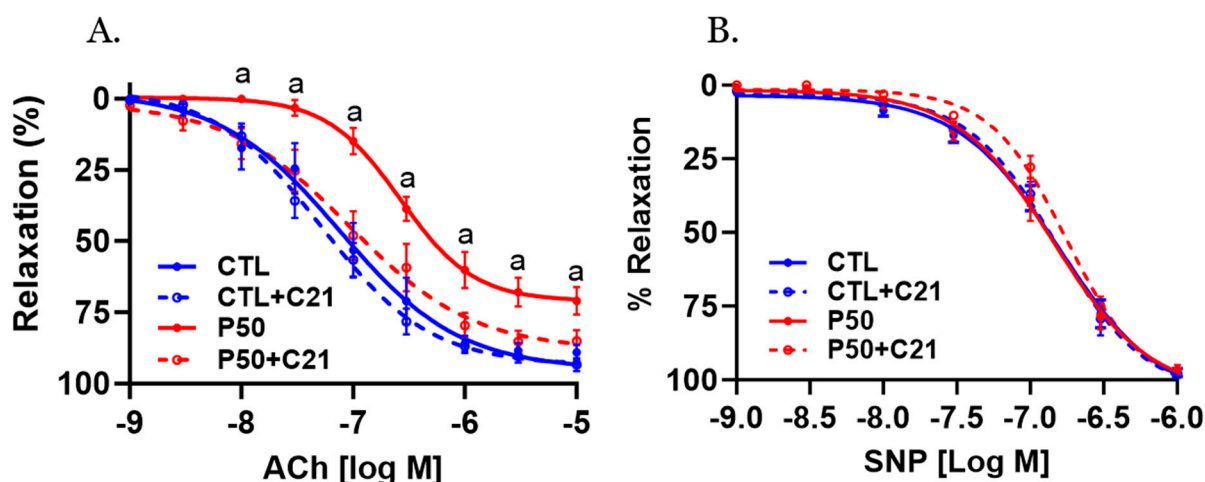 A.
a
a
a
a
a
a
a
Relaxation (%)
0
25
50
75
100
CTL
CTL+C21
P50
P50+C21
-9
-8
-7
-6
-5
ACh [log M]
B.
% Relaxation
0
25
50
75
100
CTL
CTL+C21
P50
P50+C21
-9.0
-8.5
-8.0
-7.5
-7.0
-6.5
-6.0
SNP [Log M]